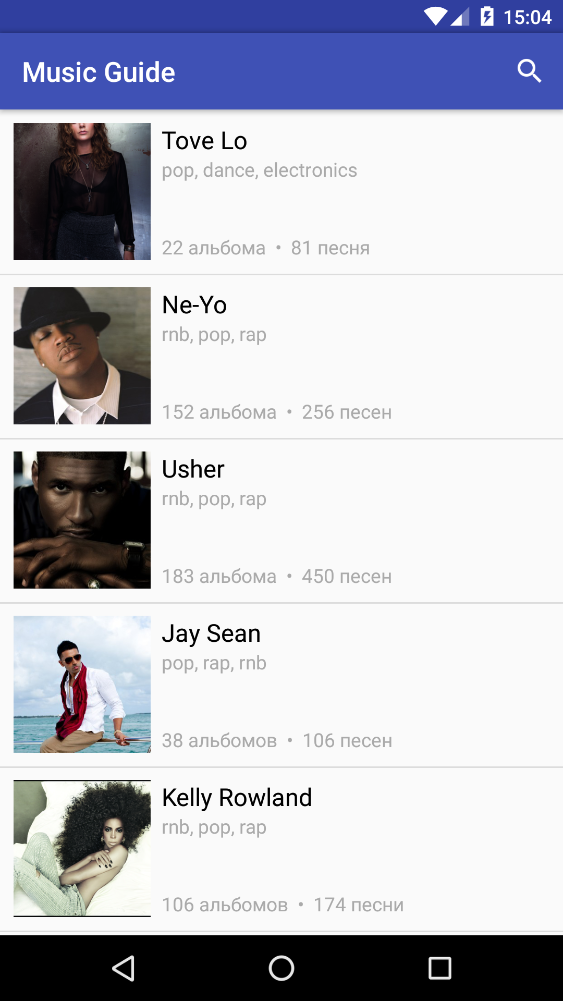 15:04
Music Guide
Tove Lo
pop, dance, electronics
22 альбома • 81 песня
Ne-Yo
rnb, pop, rap
152 альбома • 256 песен
Usher
rnb, pop, rap
183 альбома • 450 песен
Jay Sean
pop, rap, rnb
38 альбомов • 106 песен
Kelly Rowland
rnb, pop, rap
106 альбомов • 174 песни